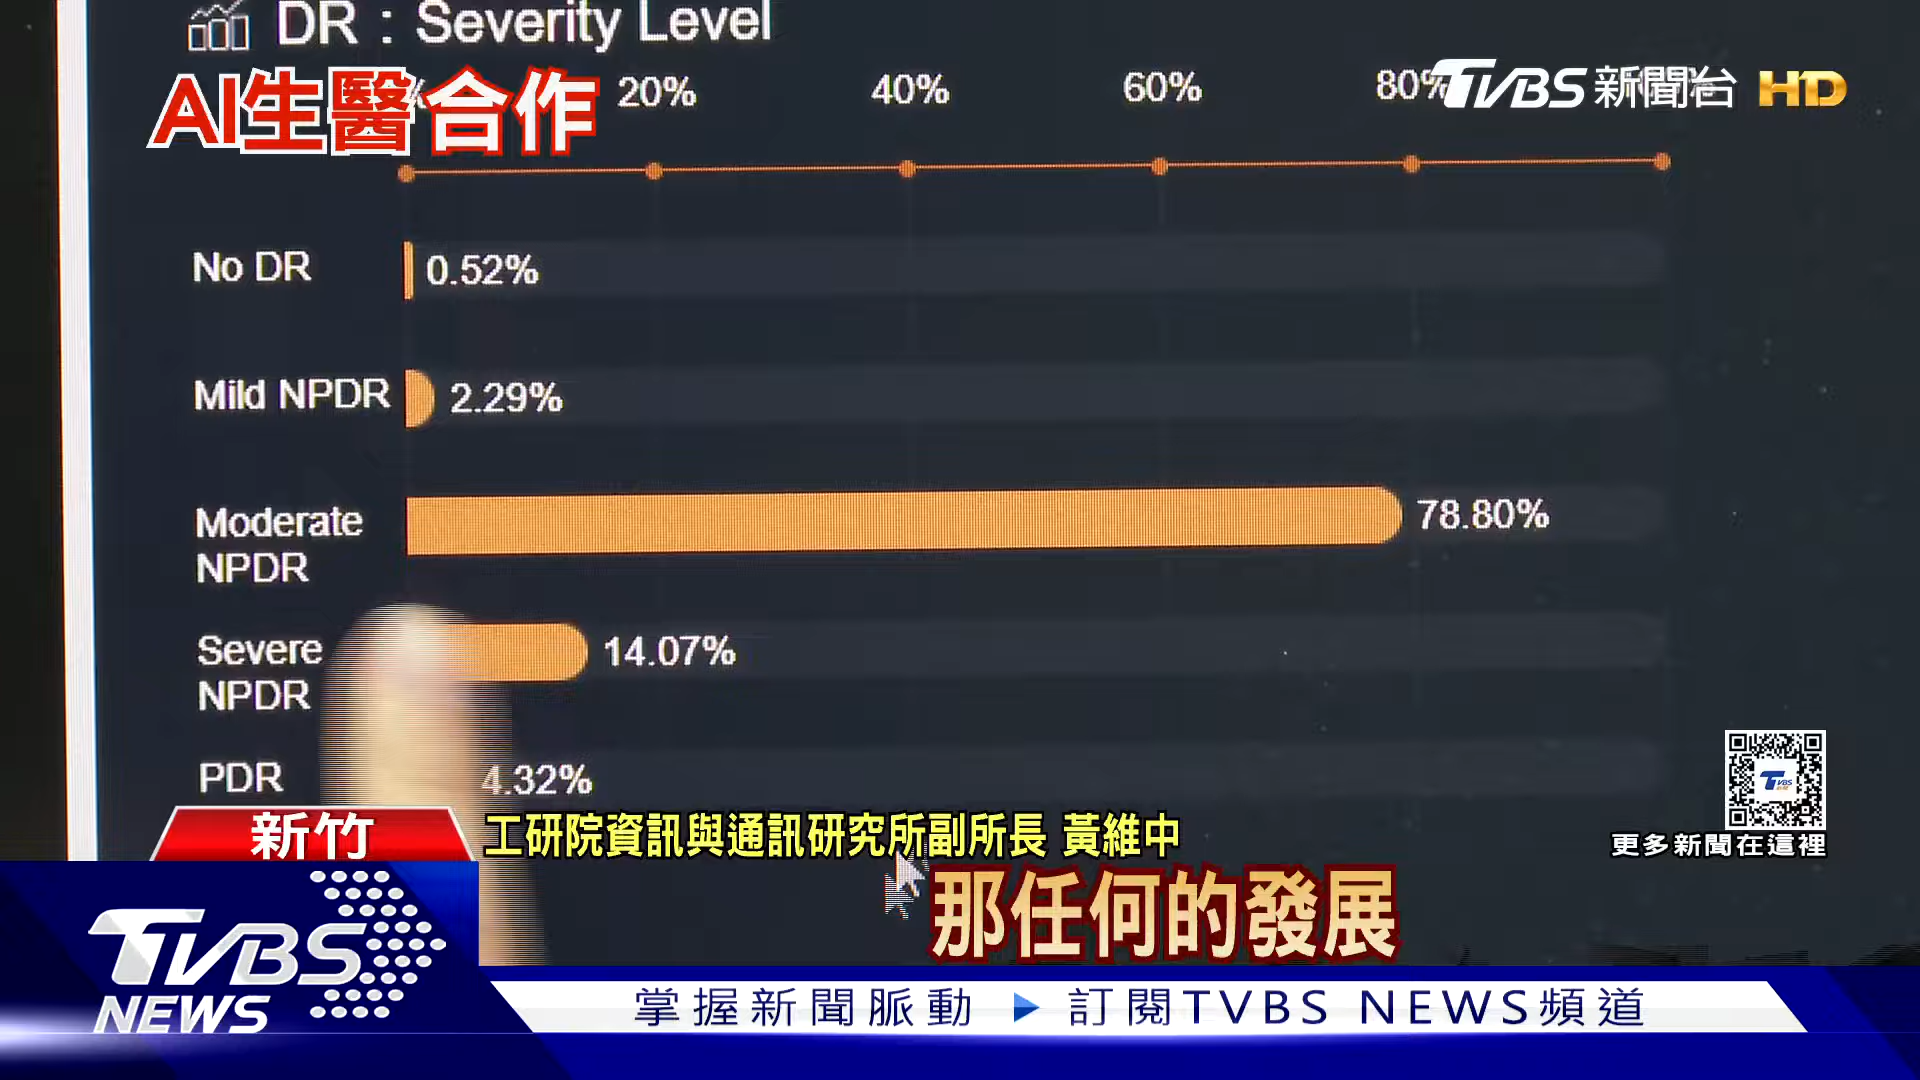 DR : Severity Level
AI生醫合作
20% 40% 60% 80%
TVBS新聞台 HD
No DR 0.52%
Mild NPDR 2.29%
Moderate NPDR 78.80%
Severe NPDR 14.07%
PDR 4.32%
新竹
工研院資訊與通訊研究所副所長 黃維中
更多新聞在這裡
那任何的發展
TVBS NEWS
掌握新聞脈動 ▶ 訂閱TVBS NEWS頻道